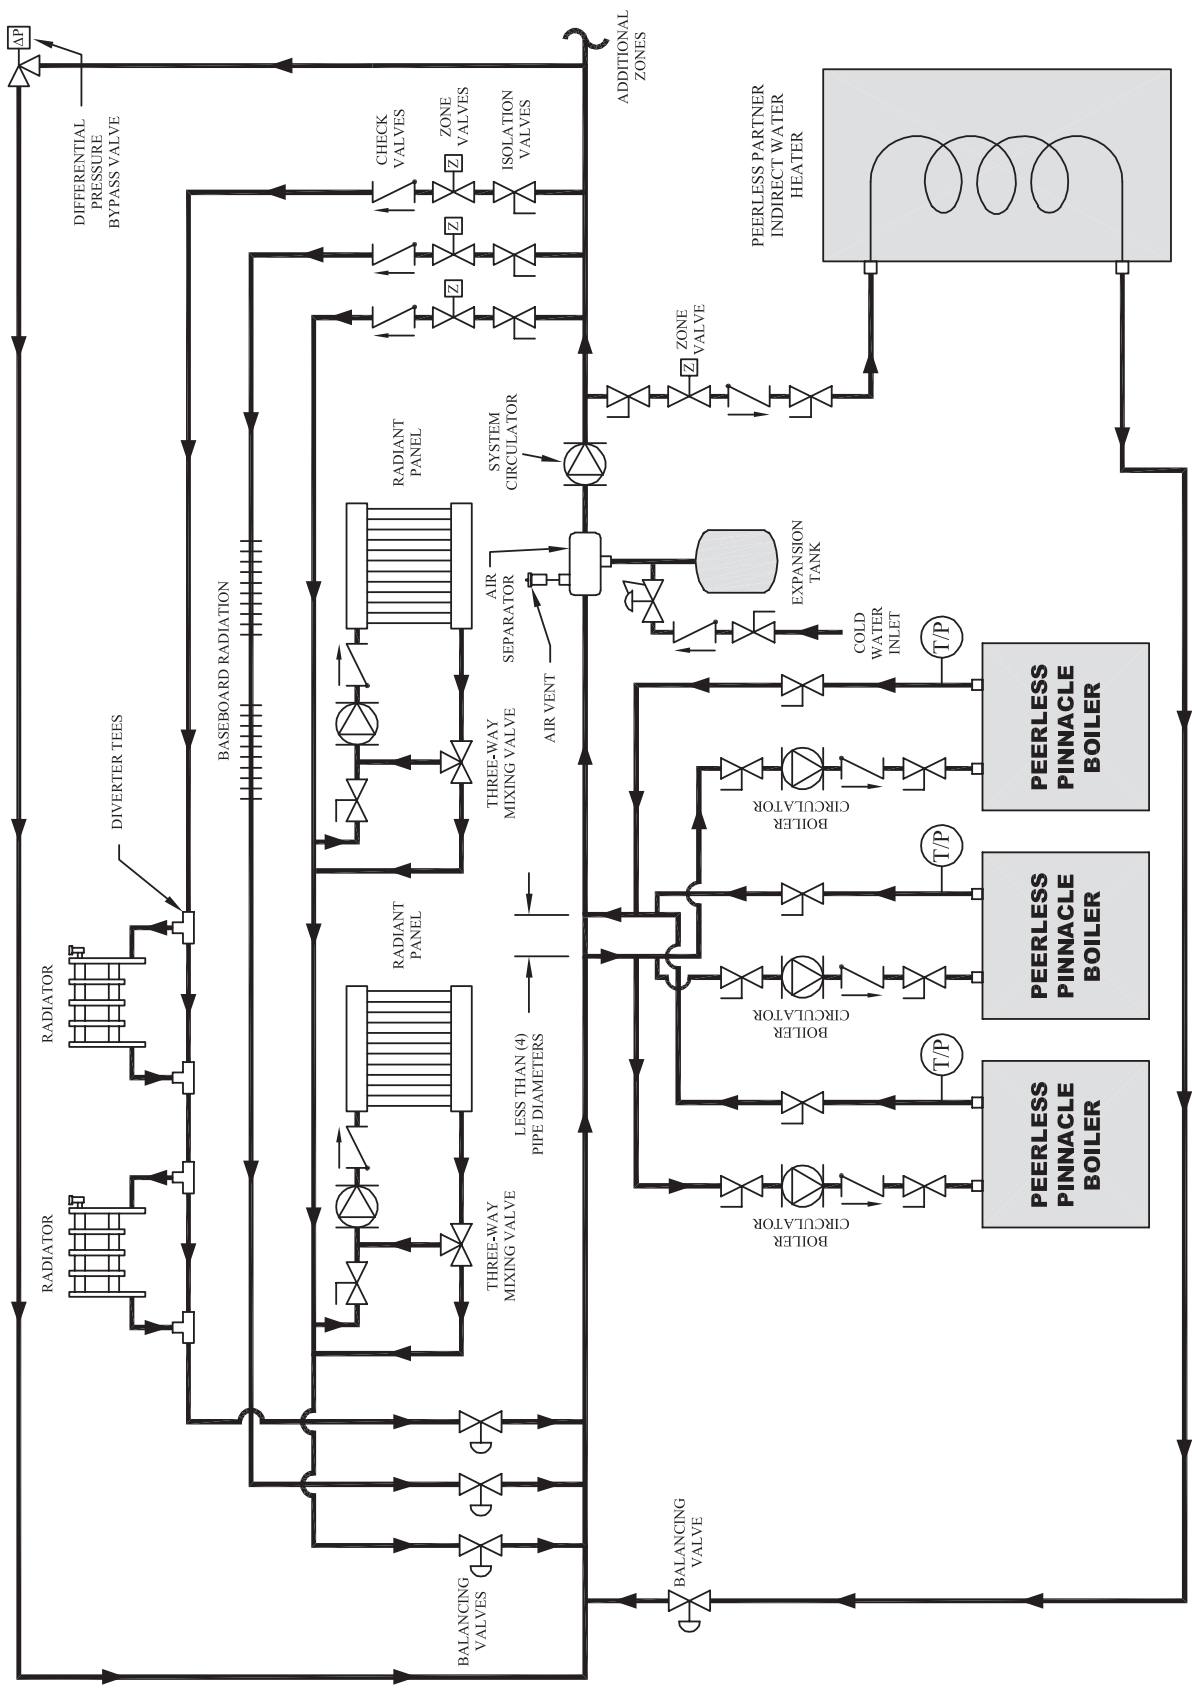 ΔP
DIFFERENTIAL
PRESSURE
BYPASS VALVE
ADDITIONAL
ZONES
CHECK
VALVES
ZONE
VALVES
ISOLATION
VALVES
Z
Z
Z
PEERLESS PARTNER
INDIRECT WATER
HEATER
Z
ZONE
VALVE
SYSTEM
CIRCULATOR
RADIANT
PANEL
BASEBOARD RADIATION
AIR
SEPARATOR
AIR VENT
EXPANSION
TANK
COLD
WATER
INLET
THREE-WAY
MIXING VALVE
DIVERTER TEES
RADIATOR
RADIANT
PANEL
LESS THAN (4)
PIPE DIAMETERS
T/P
PEERLESS
PINNACLE
BOILER
BOILER
CIRCULATOR
T/P
PEERLESS
PINNACLE
BOILER
BOILER
CIRCULATOR
T/P
PEERLESS
PINNACLE
BOILER
BOILER
CIRCULATOR
RADIATOR
THREE-WAY
MIXING VALVE
BALANCING
VALVES
BALANCING
VALVE